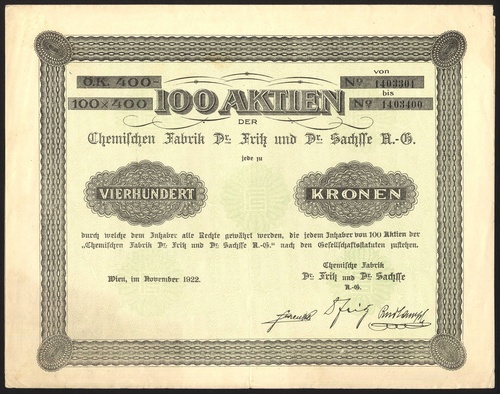 von
Ö.K. 400.- No 1403301
bis
100 x 400 No 1403400
100 AKTIEN
DER
Chemischen Fabrik Dr. Fritz und Dr. Sachsse A.-G.
jede zu
VIERHUNDERT KRONEN
durch welche dem Inhaber alle Rechte gewährt werden, die jedem Inhaber von 100 Aktien der
„Chemischen Fabrik Dr. Fritz und Dr. Sachsse A.-G.“ nach den Gesellschaftsstatuten zustehen.
Wien, im November 1922.
Chemische Fabrik
Dr. Fritz und Dr. Sachsse
A.-G.